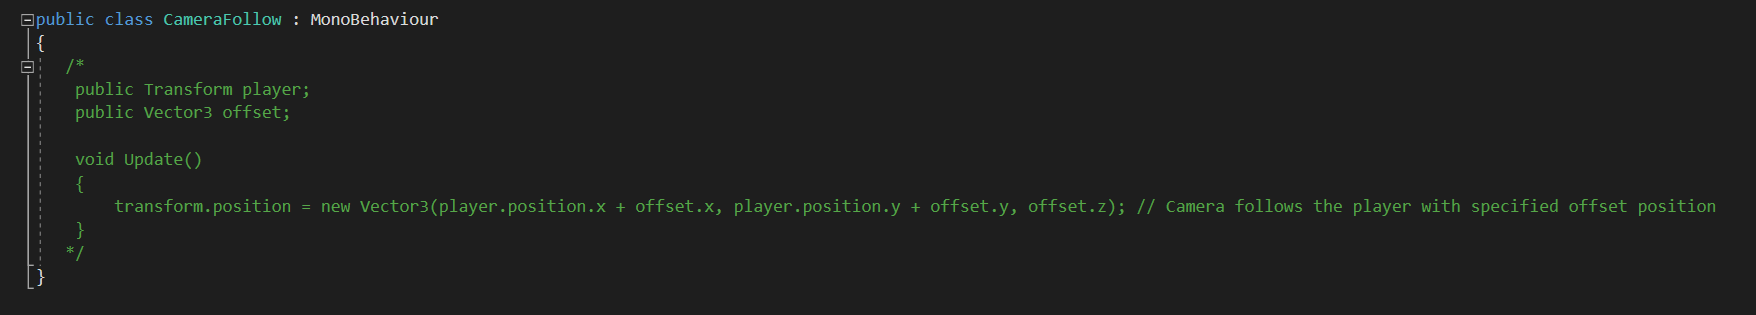 public class CameraFollow : MonoBehaviour
{
/*
public Transform player;
public Vector3 offset;
void Update()
{
transform.position = new Vector3(player.position.x + offset.x, player.position.y + offset.y, offset.z); // Camera follows the player with specified offset position
}
*/
}